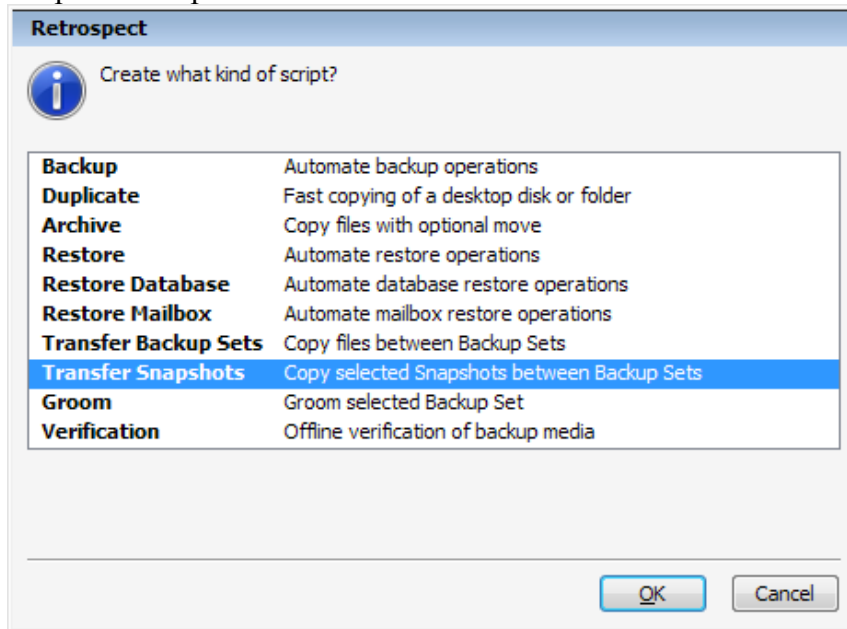 Retrospect
Create what kind of script?
Backup Automate backup operations
Duplicate Fast copying of a desktop disk or folder
Archive Copy files with optional move
Restore Automate restore operations
Restore Database Automate database restore operations
Restore Mailbox Automate mailbox restore operations
Transfer Backup Sets Copy files between Backup Sets
Transfer Snapshots Copy selected Snapshots between Backup Sets
Groom Groom selected Backup Set
Verification Offline verification of backup media
OK Cancel